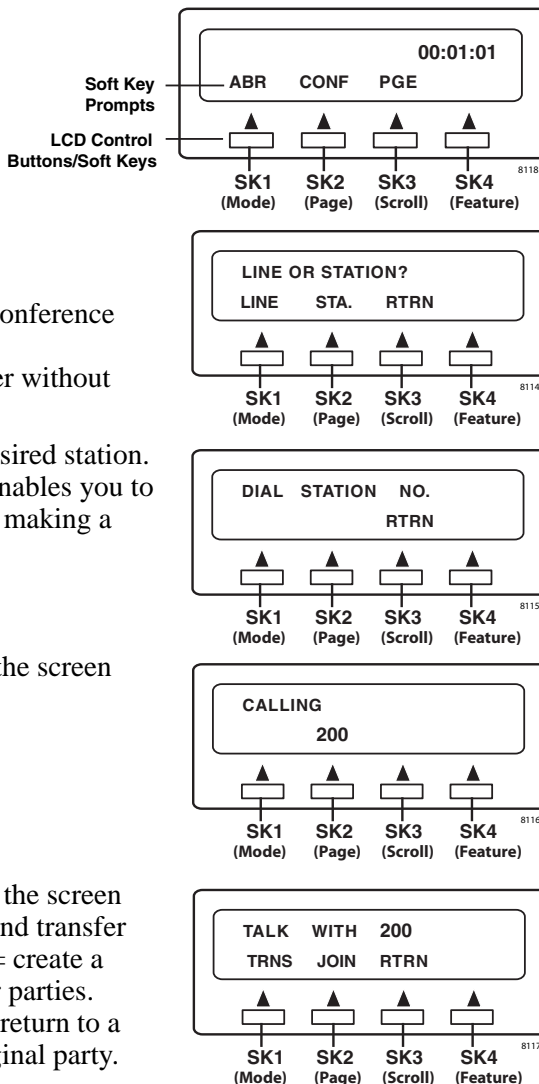 00:01:01
Soft Key
Prompts
ABR CONF PGE
LCD Control
Buttons/Soft Keys
SK1 SK2 SK3 SK4
(Mode) (Page) (Scroll) (Feature)
8118
LINE OR STATION?
LINE STA. RTRN
SK1 SK2 SK3 SK4
(Mode) (Page) (Scroll) (Feature)
8114
onference
er without
sired station.
nables you to
making a
DIAL STATION NO.
RTRN
SK1 SK2 SK3 SK4
(Mode) (Page) (Scroll) (Feature)
8115
the screen
CALLING
200
SK1 SK2 SK3 SK4
(Mode) (Page) (Scroll) (Feature)
8116
the screen
nd transfer
= create a
r parties.
return to a
ginal party.
TALK WITH 200
TRNS JOIN RTRN
SK1 SK2 SK3 SK4
(Mode) (Page) (Scroll) (Feature)
8117